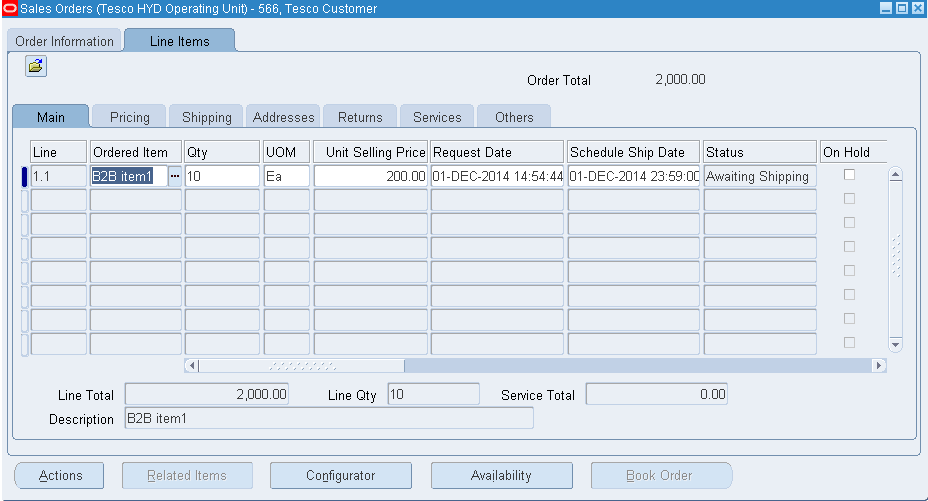 Sales Orders (Tesco HYD Operating Unit) - 566, Tesco Customer
Order Information Line Items
Order Total 2,000.00
Main Pricing Shipping Addresses Returns Services Others
Line Ordered Item Qty UOM Unit Selling Price Request Date Schedule Ship Date Status On Hold
1.1 B2B item1 ... 10 Ea 200.00 01-DEC-2014 14:54:44 01-DEC-2014 23:59:00 Awaiting Shipping
Line Total 2,000.00 Line Qty 10 Service Total 0.00
Description B2B item1
Actions Related Items Configurator Availability Book Order